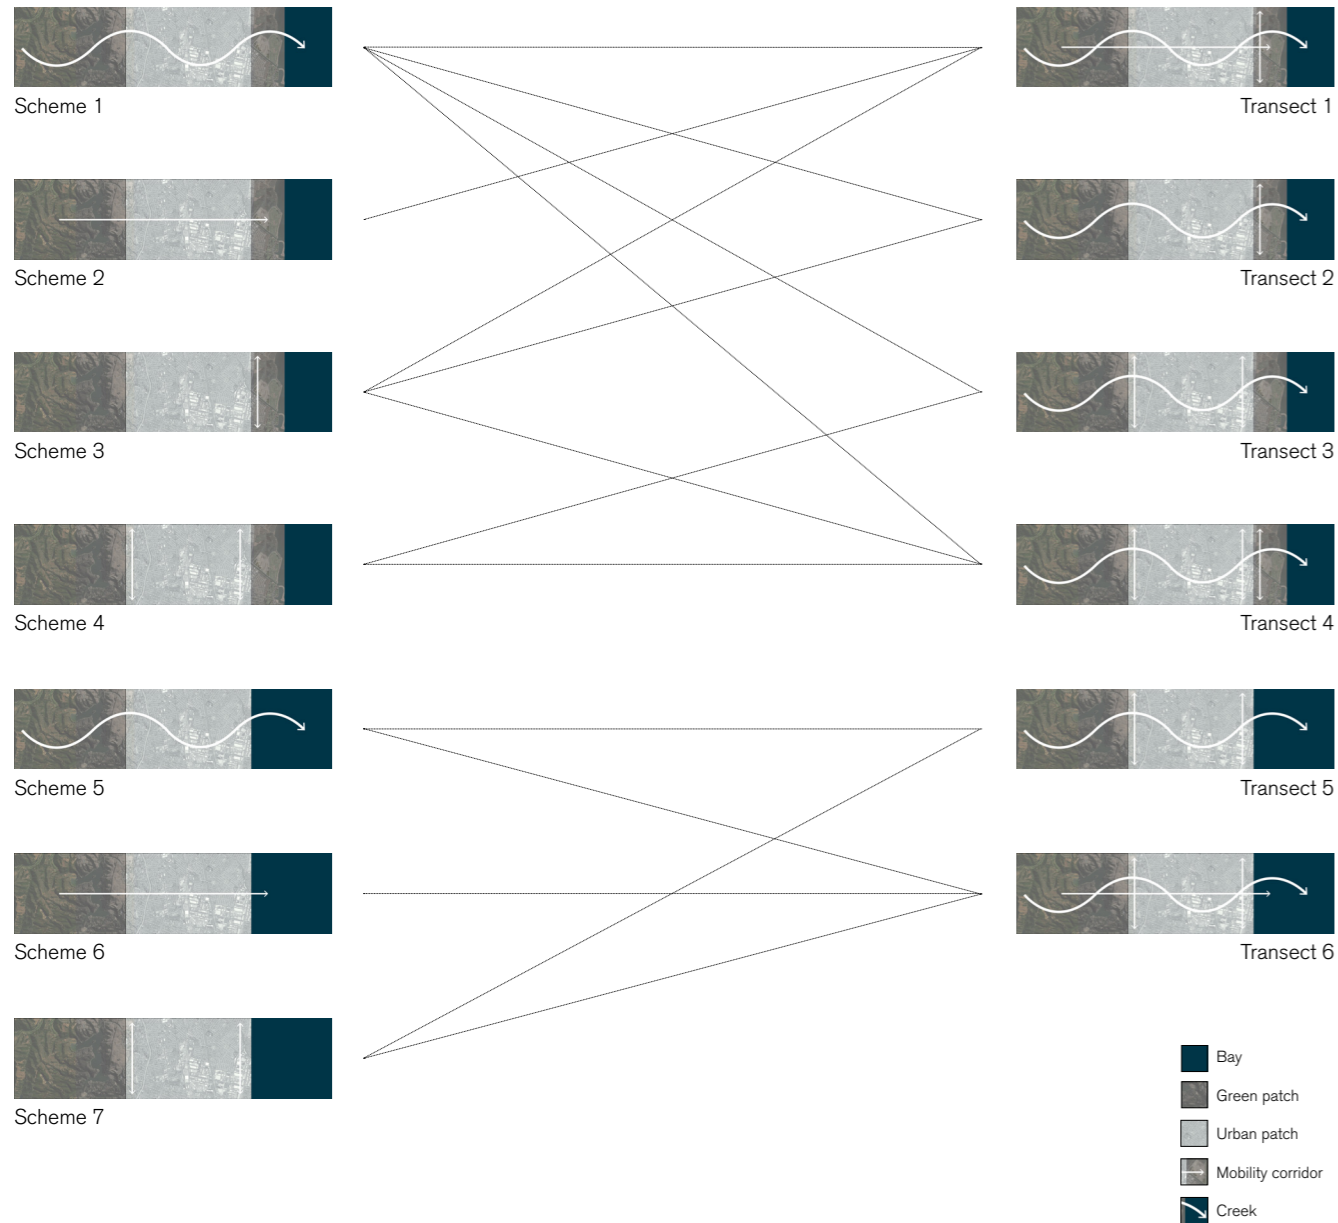 Scheme 1
Transect 1
Scheme 2
Transect 2
Scheme 3
Transect 3
Scheme 4
Transect 4
Scheme 5
Transect 5
Scheme 6
Transect 6
Scheme 7
Bay
Green patch
Urban patch
Mobility corridor
Creek